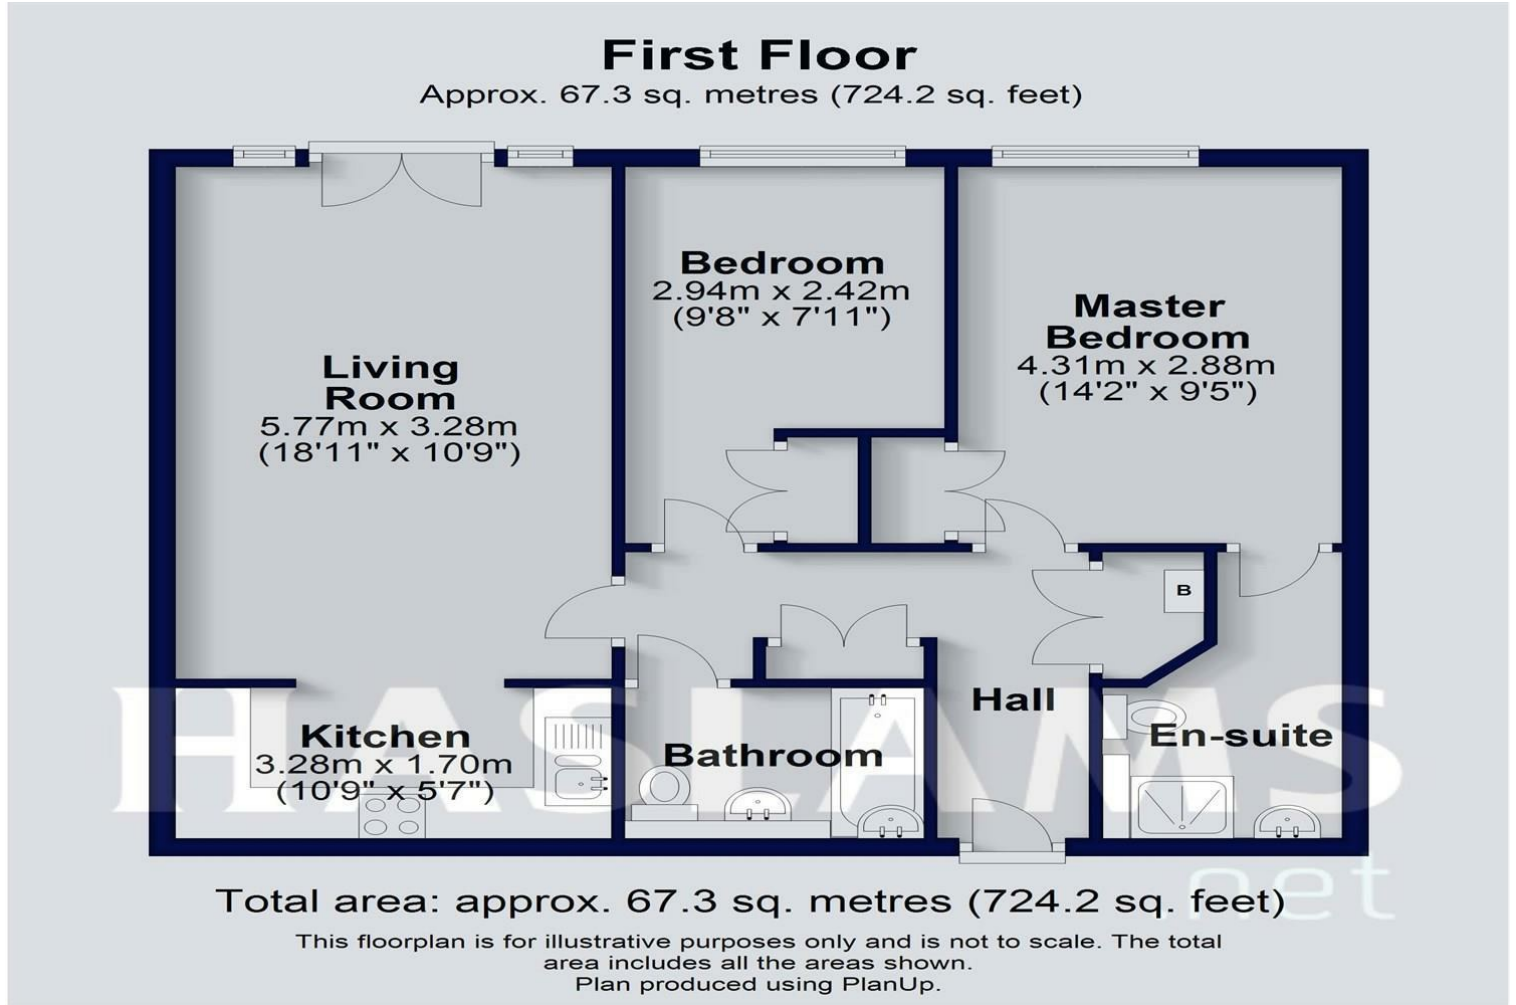 First Floor
Approx. 67.3 sq. metres (724.2 sq. feet)
Bedroom
2.94m x 2.42m
(9'8" x 7'11")
Master
Bedroom
4.31m x 2.88m
(14'2" x 9'5")
Living
Room
5.77m x 3.28m
(18'11" x 10'9")
B
Hall
Kitchen
3.28m x 1.70m
(10'9" x 5'7")
Bathroom
En-suite
HASLAMS
.net
Total area: approx. 67.3 sq. metres (724.2 sq. feet)
This floorplan is for illustrative purposes only and is not to scale. The total
area includes all the areas shown.
Plan produced using PlanUp.